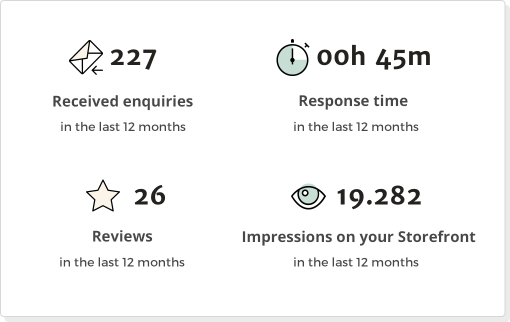 227
Received enquiries
in the last 12 months
00h 45m
Response time
in the last 12 months
26
Reviews
in the last 12 months
19.282
Impressions on your Storefront
in the last 12 months